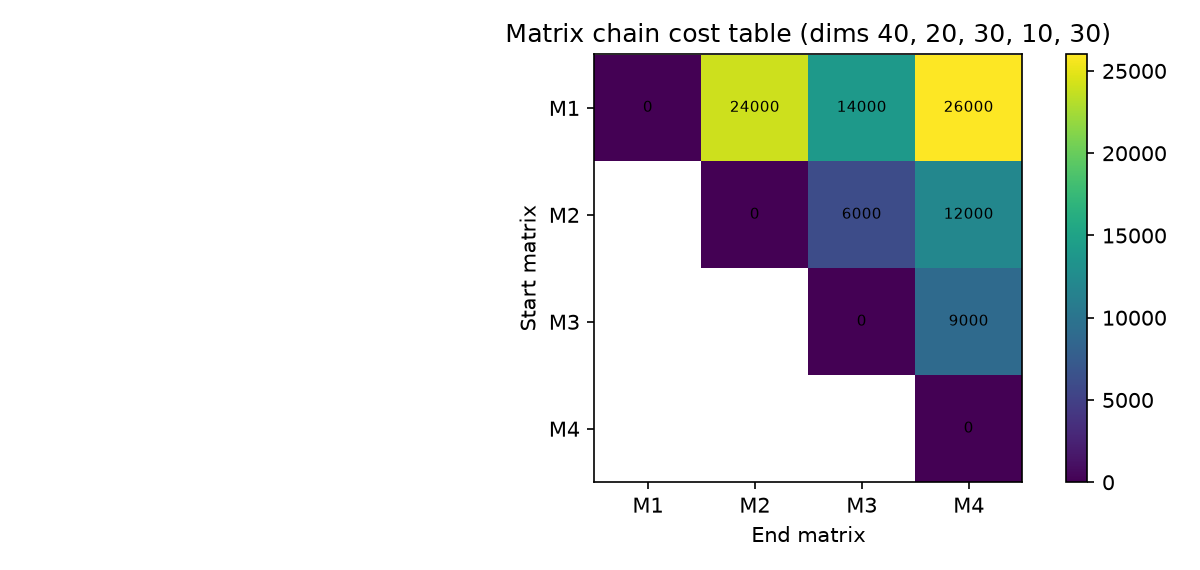 Matrix chain cost table (dims 40, 20, 30, 10, 30)
Start matrix
M1
0
24000
14000
26000
M2
0
6000
12000
M3
0
9000
M4
0
M1
M2
M3
M4
End matrix
25000
20000
15000
10000
5000
0